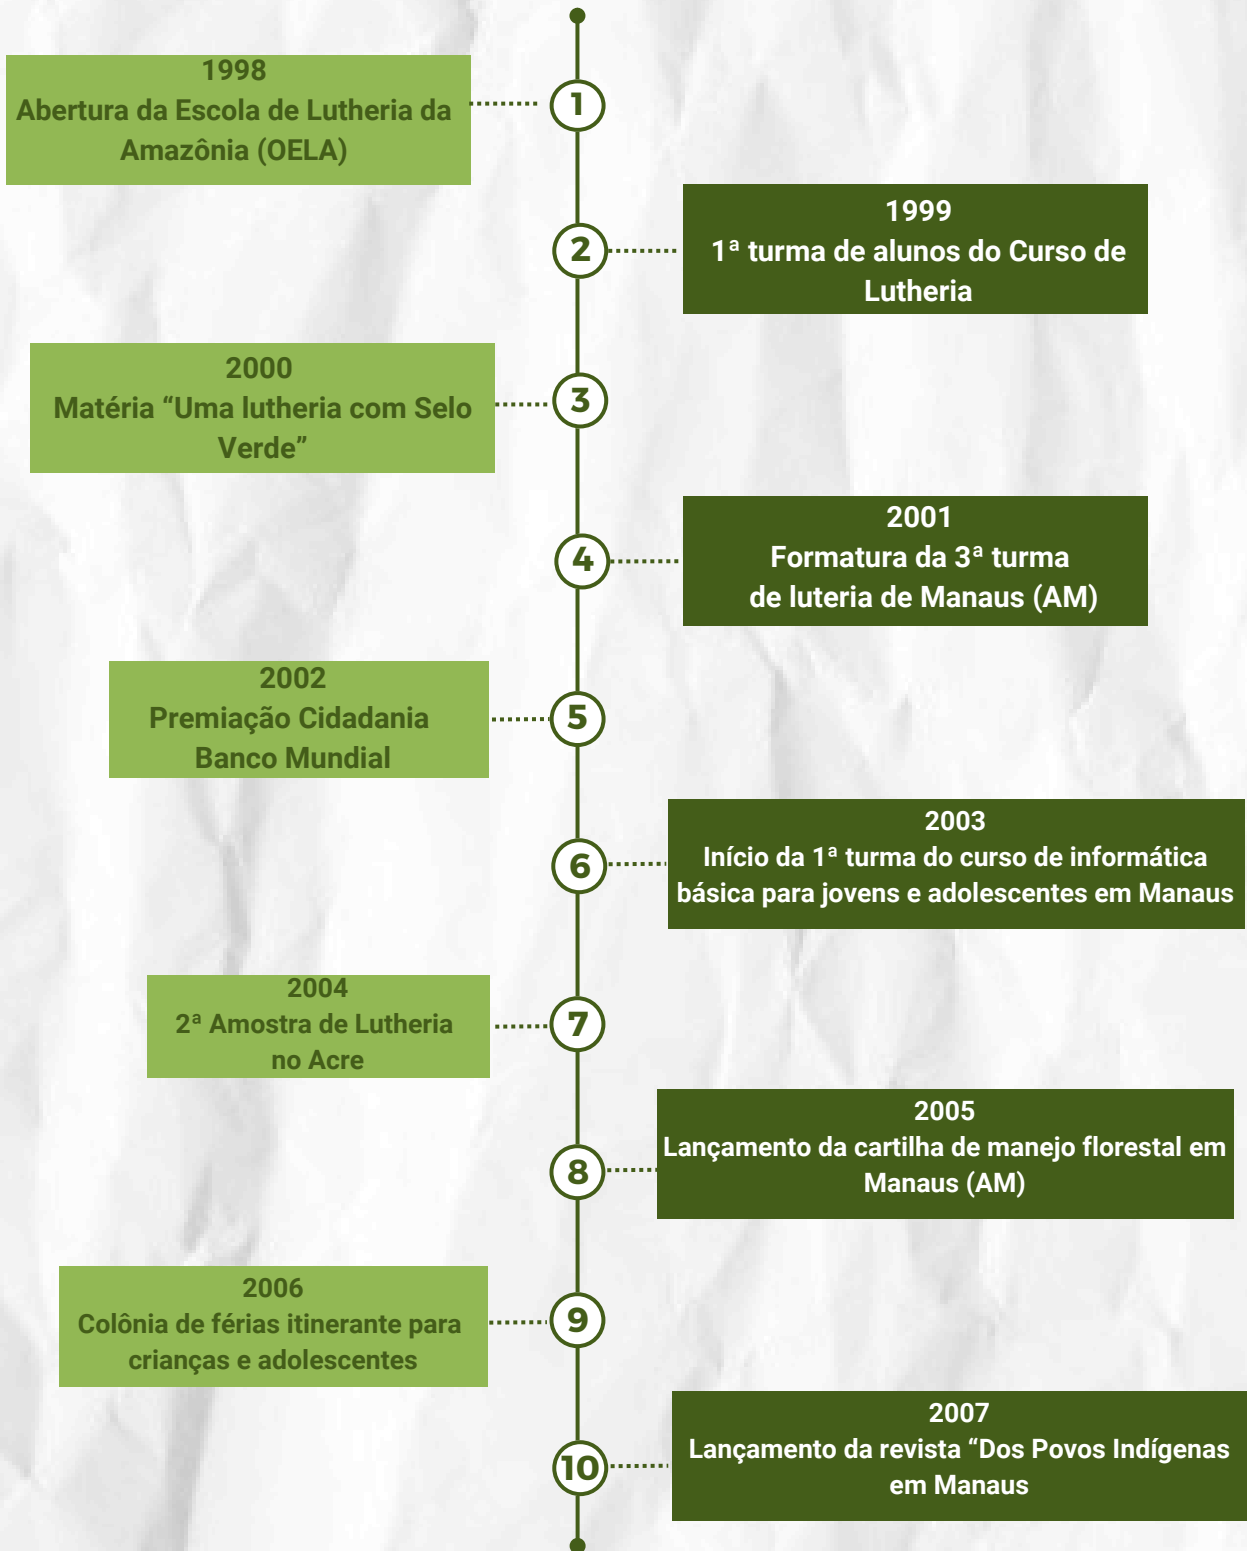 1998
Abertura da Escola de Lutheria da
Amazônia (OELA)
1
1999
1ª turma de alunos do Curso de
Lutheria
2
2000
Matéria “Uma lutheria com Selo
Verde”
3
2001
Formatura da 3ª turma
de luteria de Manaus (AM)
4
2002
Premiação Cidadania
Banco Mundial
5
2003
Início da 1ª turma do curso de informática
básica para jovens e adolescentes em Manaus
6
2004
2ª Amostra de Lutheria
no Acre
7
2005
Lançamento da cartilha de manejo florestal em
Manaus (AM)
8
2006
Colônia de férias itinerante para
crianças e adolescentes
9
2007
Lançamento da revista “Dos Povos Indígenas
em Manaus
10